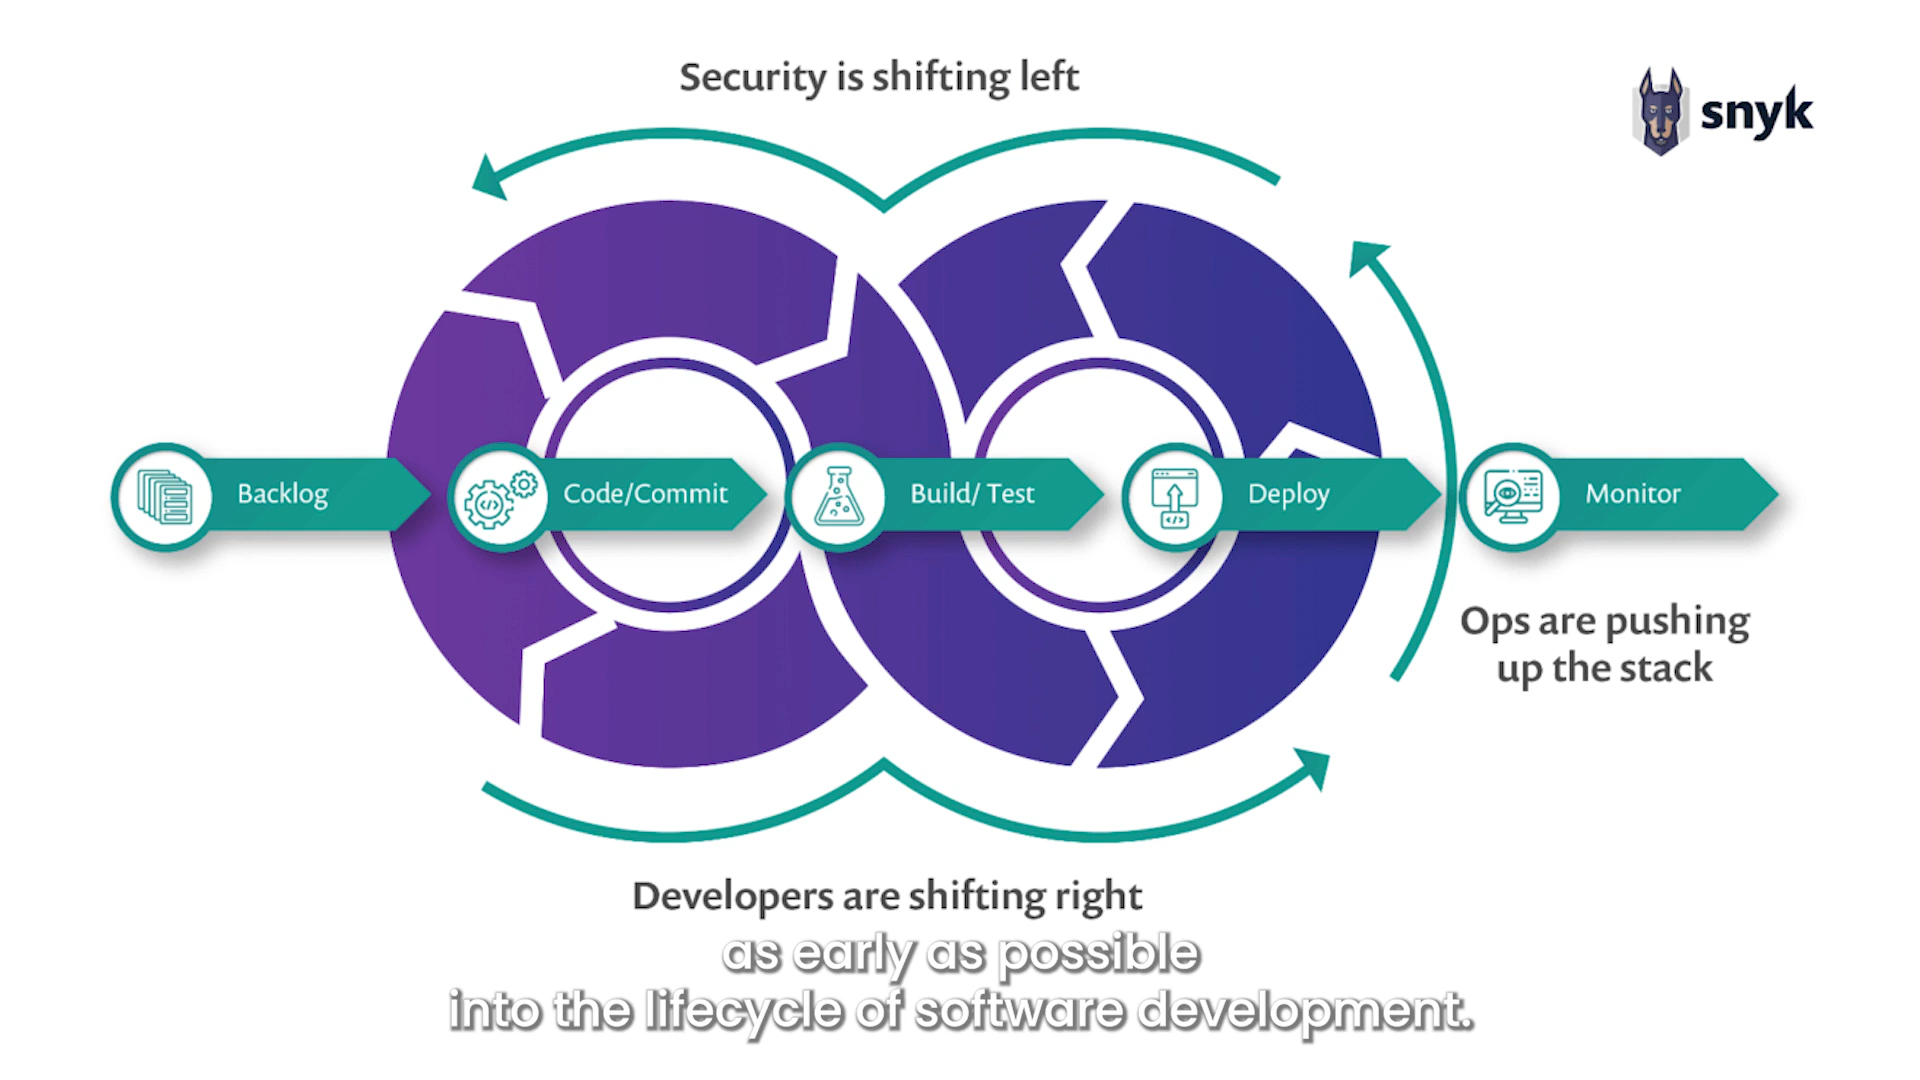 Security is shifting left
snyk
Backlog
Code/Commit
Build/ Test
Deploy
Monitor
Ops are pushing
up the stack
Developers are shifting right
as early as possible
into the lifecycle of software development.